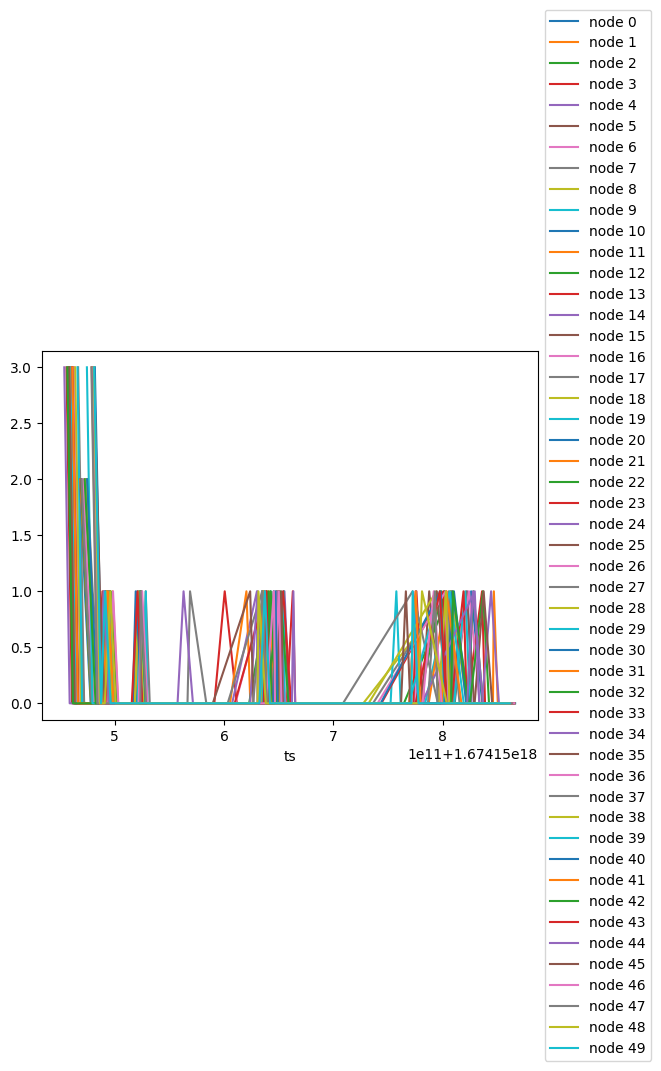 3.0
2.5
2.0
1.5
1.0
0.5
0.0
5
6
7
8
1e11+1.67415e18
ts
node 0
node 1
node 2
node 3
node 4
node 5
node 6
node 7
node 8
node 9
node 10
node 11
node 12
node 13
node 14
node 15
node 16
node 17
node 18
node 19
node 20
node 21
node 22
node 23
node 24
node 25
node 26
node 27
node 28
node 29
node 30
node 31
node 32
node 33
node 34
node 35
node 36
node 37
node 38
node 39
node 40
node 41
node 42
node 43
node 44
node 45
node 46
node 47
node 48
node 49